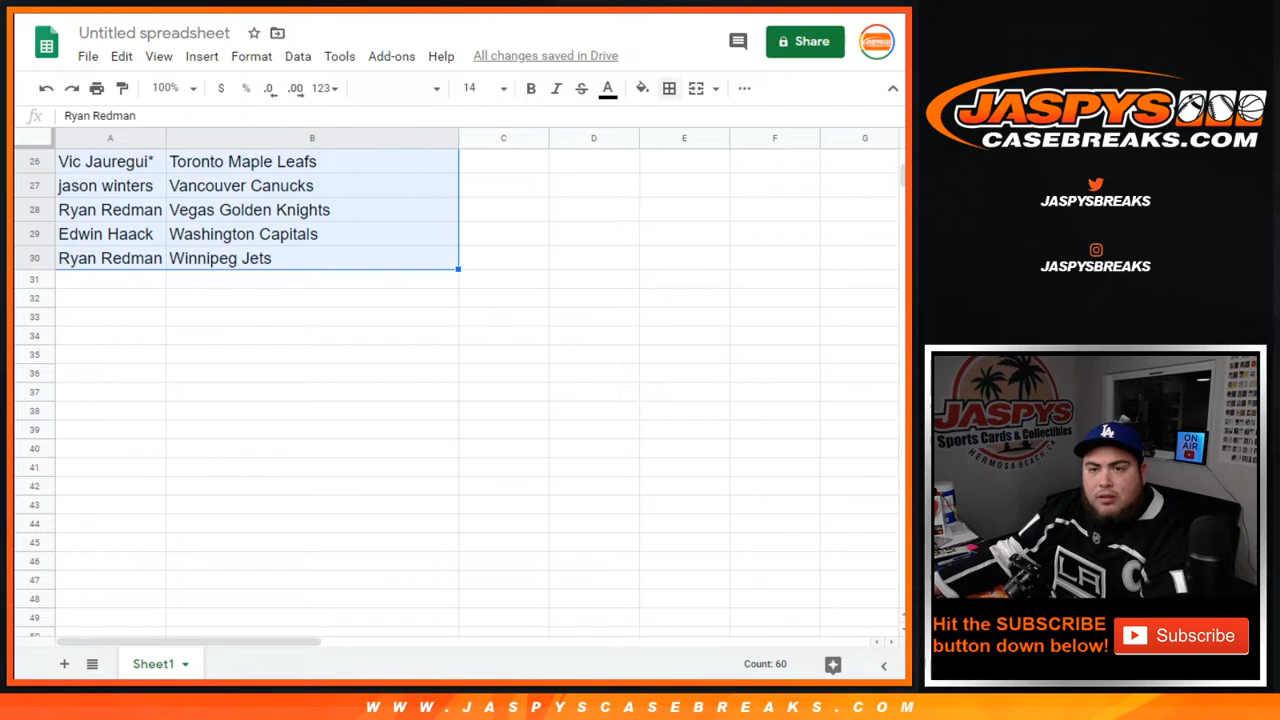 Untitled spreadsheet
File Edit View Insert Format Data Tools Add-ons Help All changes saved in Drive
Share
100% $ % .0 .00 123 14 B I S A
fx Ryan Redman
A B C D E F G
26 Vic Jauregui* Toronto Maple Leafs
27 jason winters Vancouver Canucks
28 Ryan Redman Vegas Golden Knights
29 Edwin Haack Washington Capitals
30 Ryan Redman Winnipeg Jets
31
32
33
34
35
36
37
38
39
40
41
42
43
44
45
46
47
48
49
Sheet1
Count: 60
JASPYS
CASEBREAKS.COM
JASPYSBREAKS
JASPYSBREAKS
JASPYS
Sports Cards & Collectibles
HERMOSA BEACH, CA
ON AIR
LA
LA
C
Hit the SUBSCRIBE
button down below!
Subscribe
WWW.JASPYSCASEBREAKS.COM